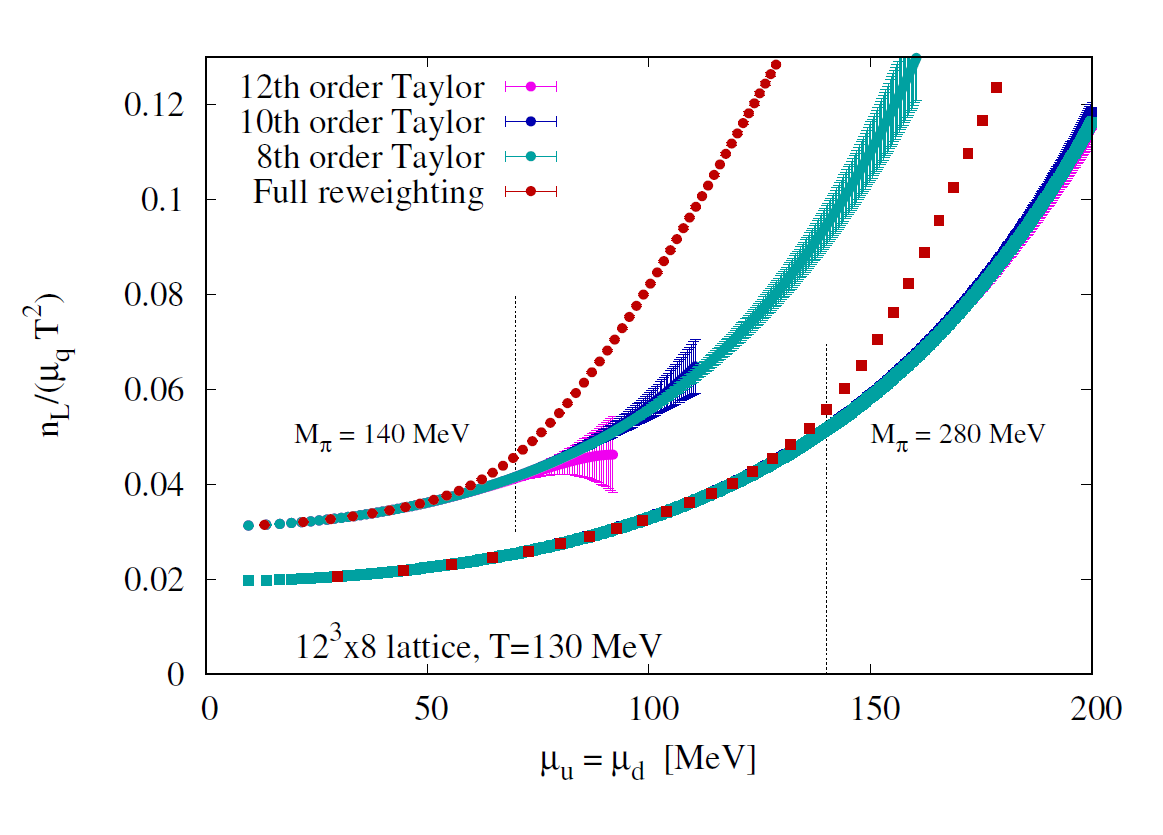 12th order Taylor
10th order Taylor
8th order Taylor
Full reweighting
n_L/(μ_q T^2)
0.12
0.1
0.08
0.06
0.04
0.02
0
M_π = 140 MeV
M_π = 280 MeV
12^3x8 lattice, T=130 MeV
0 50 100 150 200
μ_u = μ_d [MeV]